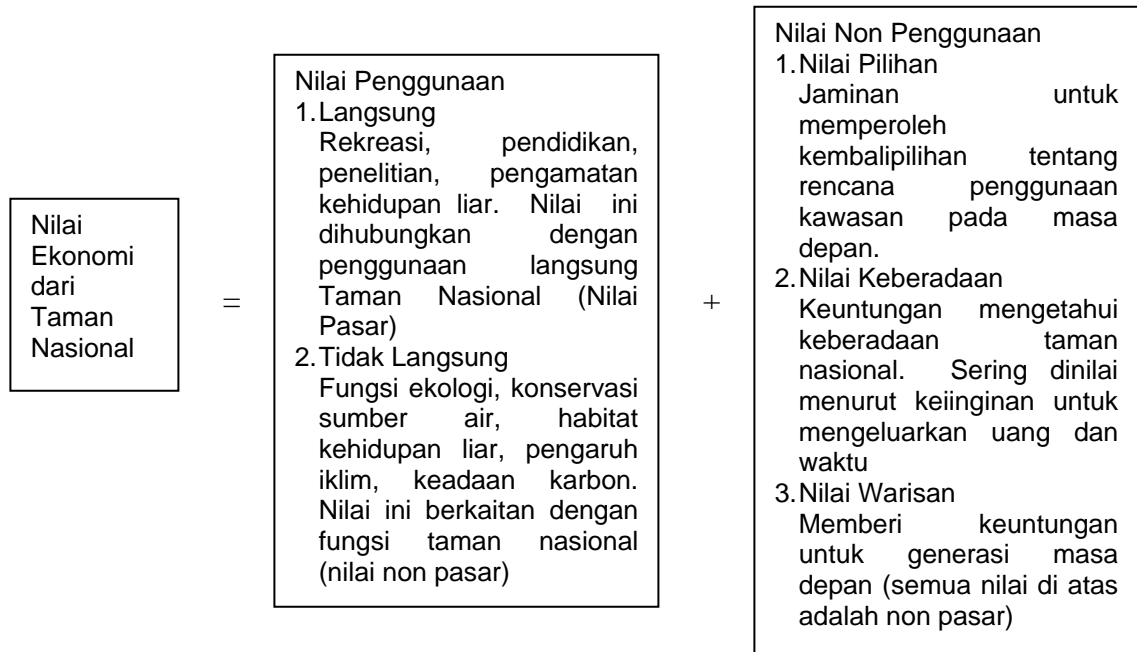 Nilai
Ekonomi
dari
Taman
Nasional
=
Nilai Penggunaan
1.Langsung
Rekreasi, pendidikan,
penelitian, pengamatan
kehidupan liar. Nilai ini
dihubungkan dengan
penggunaan langsung
Taman Nasional (Nilai
Pasar)
2.Tidak Langsung
Fungsi ekologi, konservasi
sumber air, habitat
kehidupan liar, pengaruh
iklim, keadaan karbon.
Nilai ini berkaitan dengan
fungsi taman nasional
(nilai non pasar)
+
Nilai Non Penggunaan
1.Nilai Pilihan
Jaminan untuk
memperoleh
kembalipilihan tentang
rencana penggunaan
kawasan pada masa
depan.
2.Nilai Keberadaan
Keuntungan mengetahui
keberadaan taman
nasional. Sering dinilai
menurut keiinginan untuk
mengeluarkan uang dan
waktu
3.Nilai Warisan
Memberi keuntungan
untuk generasi masa
depan (semua nilai di atas
adalah non pasar)